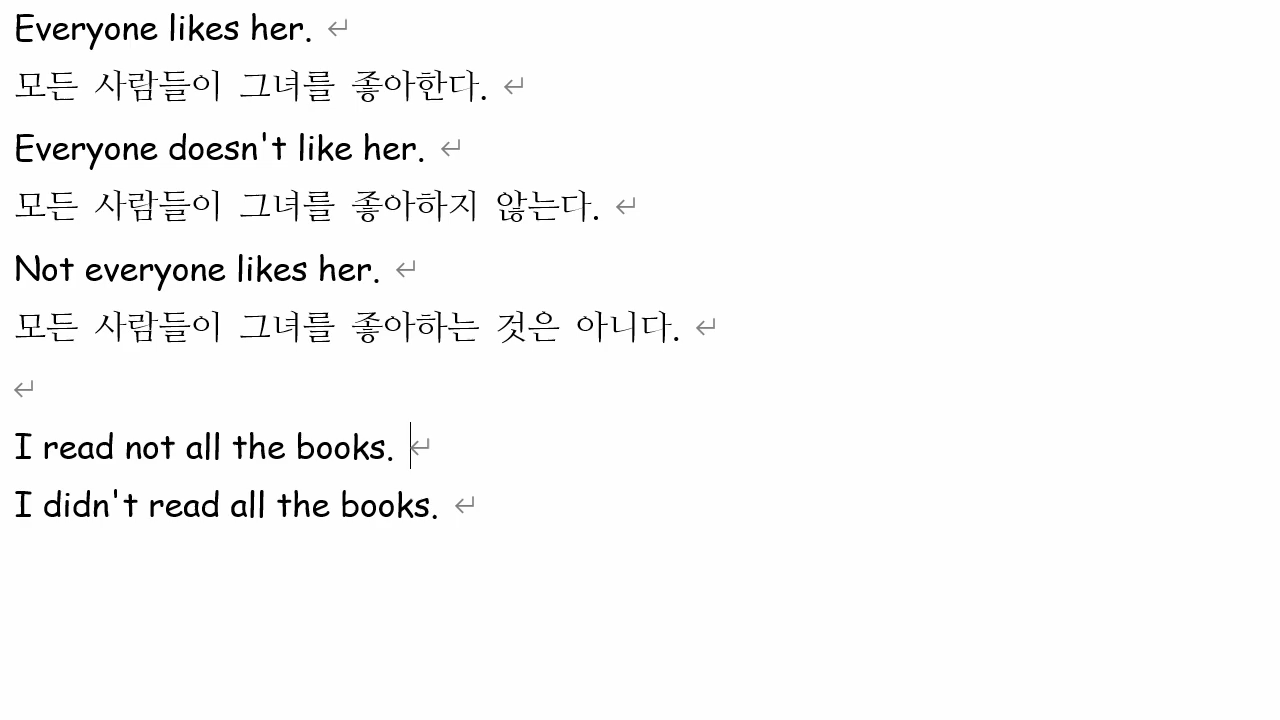 Everyone likes her.
모든 사람들이 그녀를 좋아한다.
Everyone doesn't like her.
모든 사람들이 그녀를 좋아하지 않는다.
Not everyone likes her.
모든 사람들이 그녀를 좋아하는 것은 아니다.
I read not all the books.
I didn't read all the books.